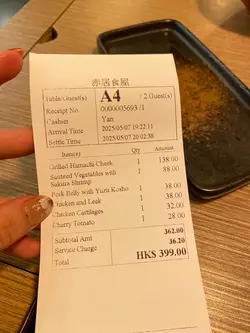 赤居食屋
Table/Guest(s) A4 / 2 Guest(s)
Receipt No. 0000005693 /1
Cashier Yan
Arrival Time 2025/05/07 19:22:11
Settle Time 2025/05/07 20:02:38
Item(s) Qty Amount
Grilled Hamachi Cheek 1 138.00
Sauteed Vegetables with 1 88.00
Sakura Shrimp
Pork Belly with Yuzu Kosho 1 38.00
Chicken and Leek 1 32.00
Chicken Cartilages 1 38.00
Cherry Tomato 1 28.00
362.00
Subtotal Amt 36.20
Service Charge
Total HK$ 399.00